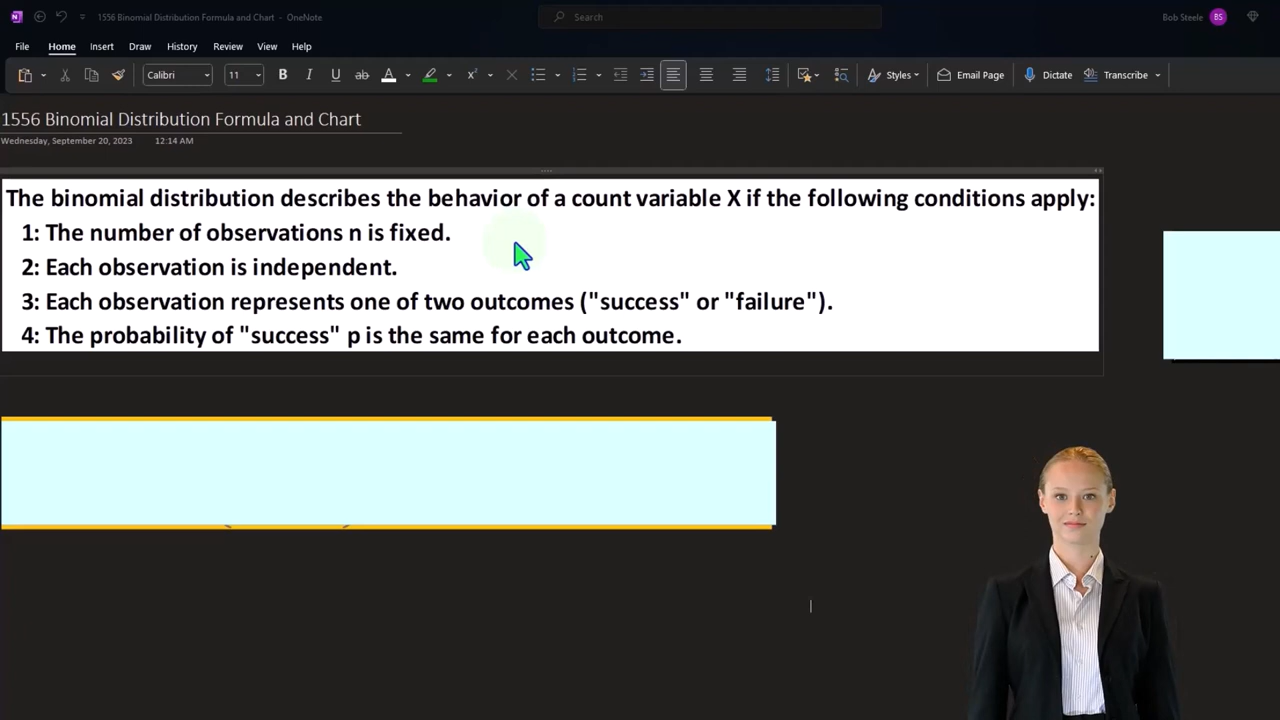 1556 Binomial Distribution Formula and Chart - OneNote
Search
Bob Steele BS
File Home Insert Draw History Review View Help
Calibri 11 B I U ab A x² Styles Email Page Dictate Transcribe
1556 Binomial Distribution Formula and Chart
Wednesday, September 20, 2023 12:14 AM
The binomial distribution describes the behavior of a count variable X if the following conditions apply:
1: The number of observations n is fixed.
2: Each observation is independent.
3: Each observation represents one of two outcomes ("success" or "failure").
4: The probability of "success" p is the same for each outcome.